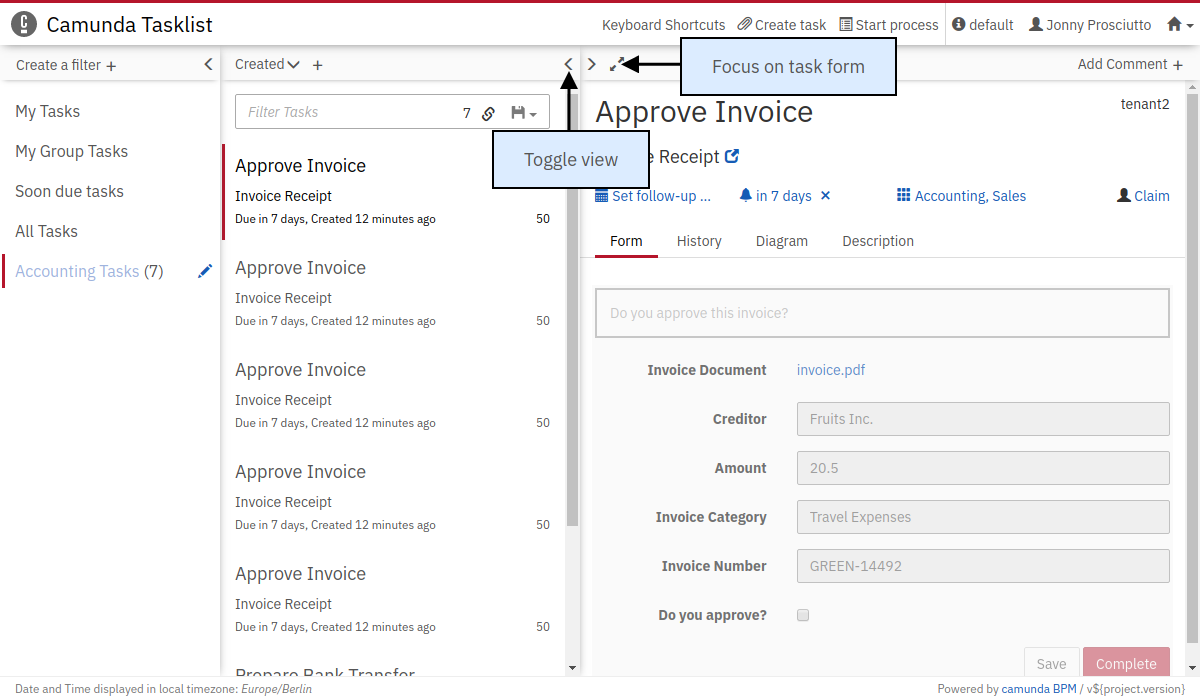 Camunda Tasklist
Keyboard Shortcuts Create task Start process default Jonny Prosciutto
Create a filter +
My Tasks
My Group Tasks
Soon due tasks
All Tasks
Accounting Tasks (7)
Created +
Filter Tasks 7
Approve Invoice
Invoice Receipt
Due in 7 days, Created 12 minutes ago 50
Approve Invoice
Invoice Receipt
Due in 7 days, Created 12 minutes ago 50
Approve Invoice
Invoice Receipt
Due in 7 days, Created 12 minutes ago 50
Approve Invoice
Invoice Receipt
Due in 7 days, Created 12 minutes ago 50
Approve Invoice
Invoice Receipt
Due in 7 days, Created 12 minutes ago 50
Prepare Bank Transfer
Toggle view
Focus on task form
Add Comment +
Approve Invoice
tenant2
Receipt
Set follow-up ... in 7 days × Accounting, Sales Claim
Form History Diagram Description
Do you approve this invoice?
Invoice Document invoice.pdf
Creditor Fruits Inc.
Amount 20.5
Invoice Category Travel Expenses
Invoice Number GREEN-14492
Do you approve?
Save Complete
Date and Time displayed in local timezone: Europe/Berlin
Powered by camunda BPM / v${project.version}